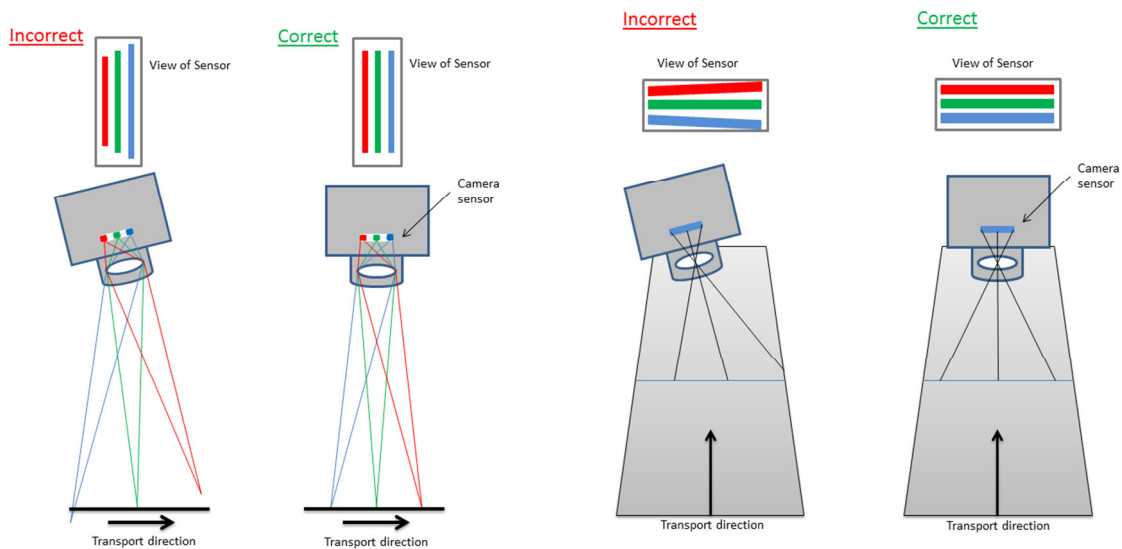 Incorrect
View of Sensor
Correct
View of Sensor
Camera
sensor
Transport direction
Transport direction
Incorrect
View of Sensor
Correct
View of Sensor
Camera
sensor
Transport direction
Transport direction